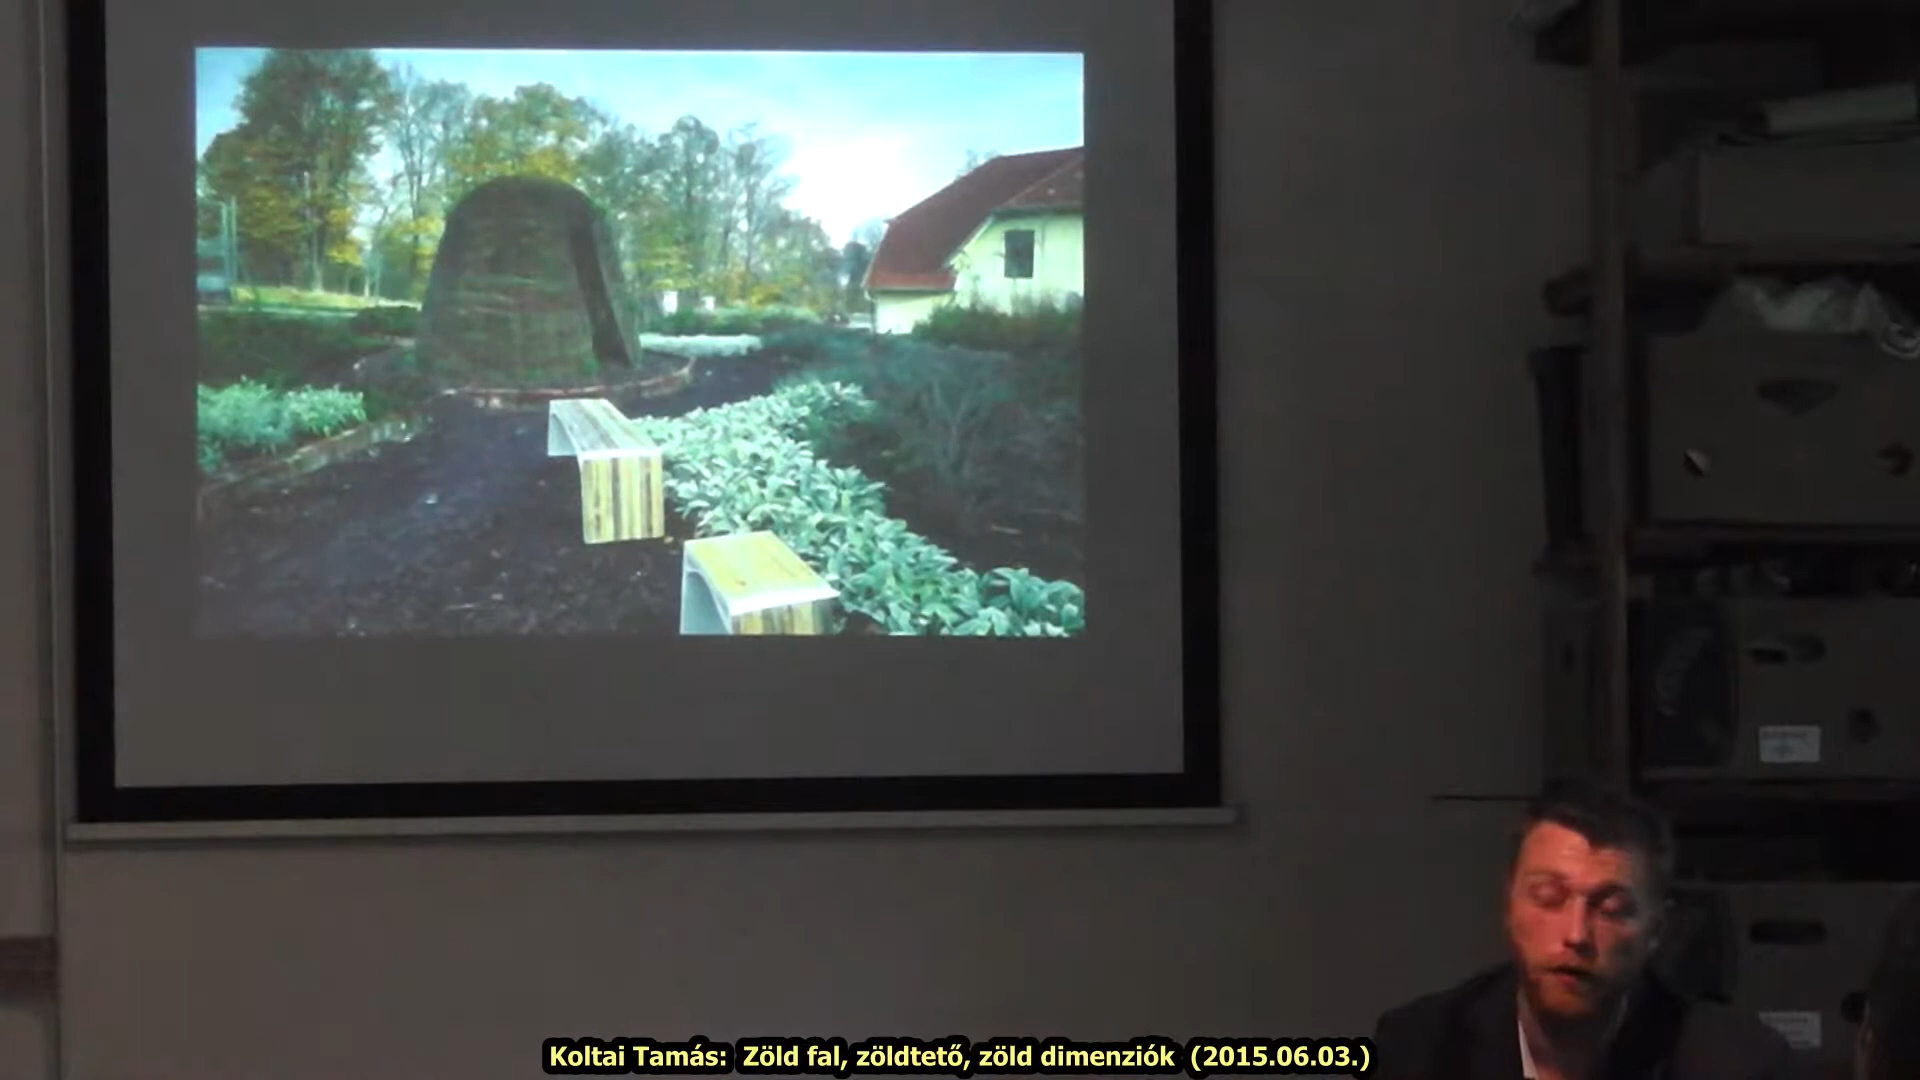 Koltai Tamás: Zöld fal, zöldtető, zöld dimenziók (2015.06.03.)